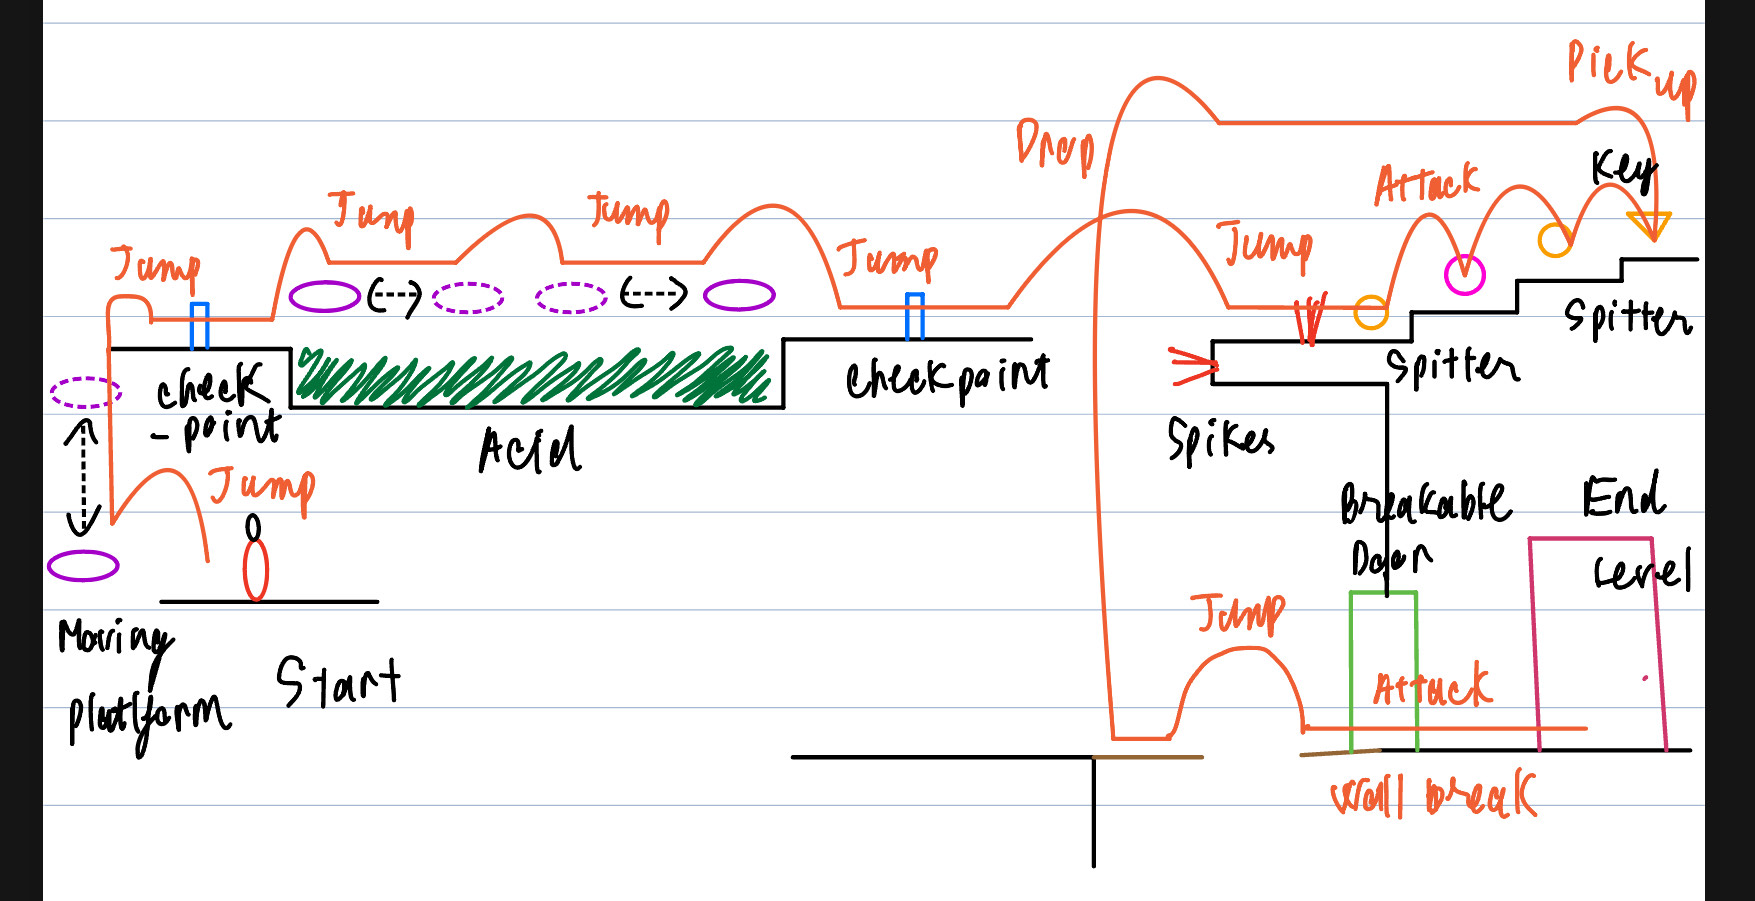 Pick up
Drop
Key
Attack
Jump
Jump
Jump
Jump
Jump
Spitter
Spitter
check
- point
Checkpoint
Acid
Spikes
Jump
Breakable
Door
End
Level
Jump
Moving
Platform
Start
Attack
Wall break